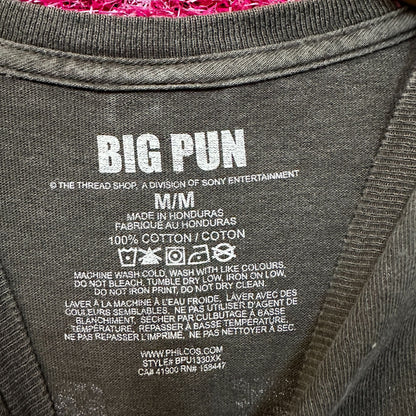 BIG PUN
© THE THREAD SHOP, A DIVISION OF SONY ENTERTAINMENT
M/M
MADE IN HONDURAS
FABRIQUÉ AU HONDURAS
100% COTTON / COTON
MACHINE WASH COLD, WASH WITH LIKE COLOURS.
DO NOT BLEACH, TUMBLE DRY LOW, IRON ON LOW,
DO NOT IRON PRINT, DO NOT DRY CLEAN.
LAVER À LA MACHINE À L'EAU FROIDE, LAVER AVEC DES
COULEURS SEMBLABLES. NE PAS UTILISER D'AGENT DE
BLANCHIMENT, SÉCHER PAR CULBUTAGE À BASSE
TEMPÉRATURE, REPASSER À BASSE TEMPÉRATURE.
NE PAS REPASSER L'IMPRIMÉ. NE PAS NETTOYER À SEC.
WWW.PHILCOS.COM
STYLE# BPU1330XX
CA# 41900 RN# 158447